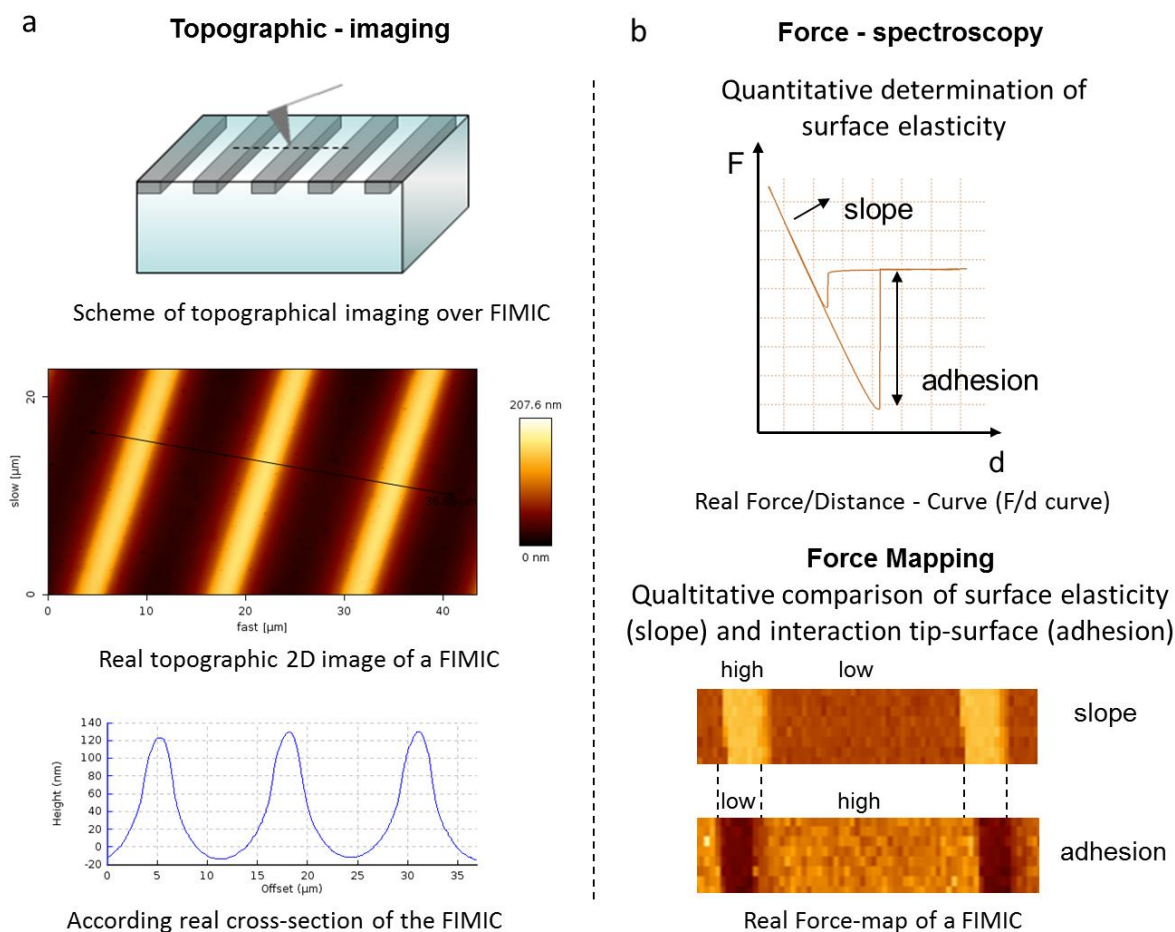 a
Topographic - imaging
Scheme of topographical imaging over FIMIC
20
0
slow [µm]
0
10
20
30
40
fast [µm]
207.6 nm
0 nm
Real topographic 2D image of a FIMIC
140
120
100
80
60
40
20
0
-20
Height (nm)
0
5
10
15
20
25
30
35
Offset (µm)
According real cross-section of the FIMIC
b
Force - spectroscopy
Quantitative determination of
surface elasticity
F
slope
adhesion
d
Real Force/Distance - Curve (F/d curve)
Force Mapping
Qualtitative comparison of surface elasticity
(slope) and interaction tip-surface (adhesion)
high
low
slope
low
high
adhesion
Real Force-map of a FIMIC